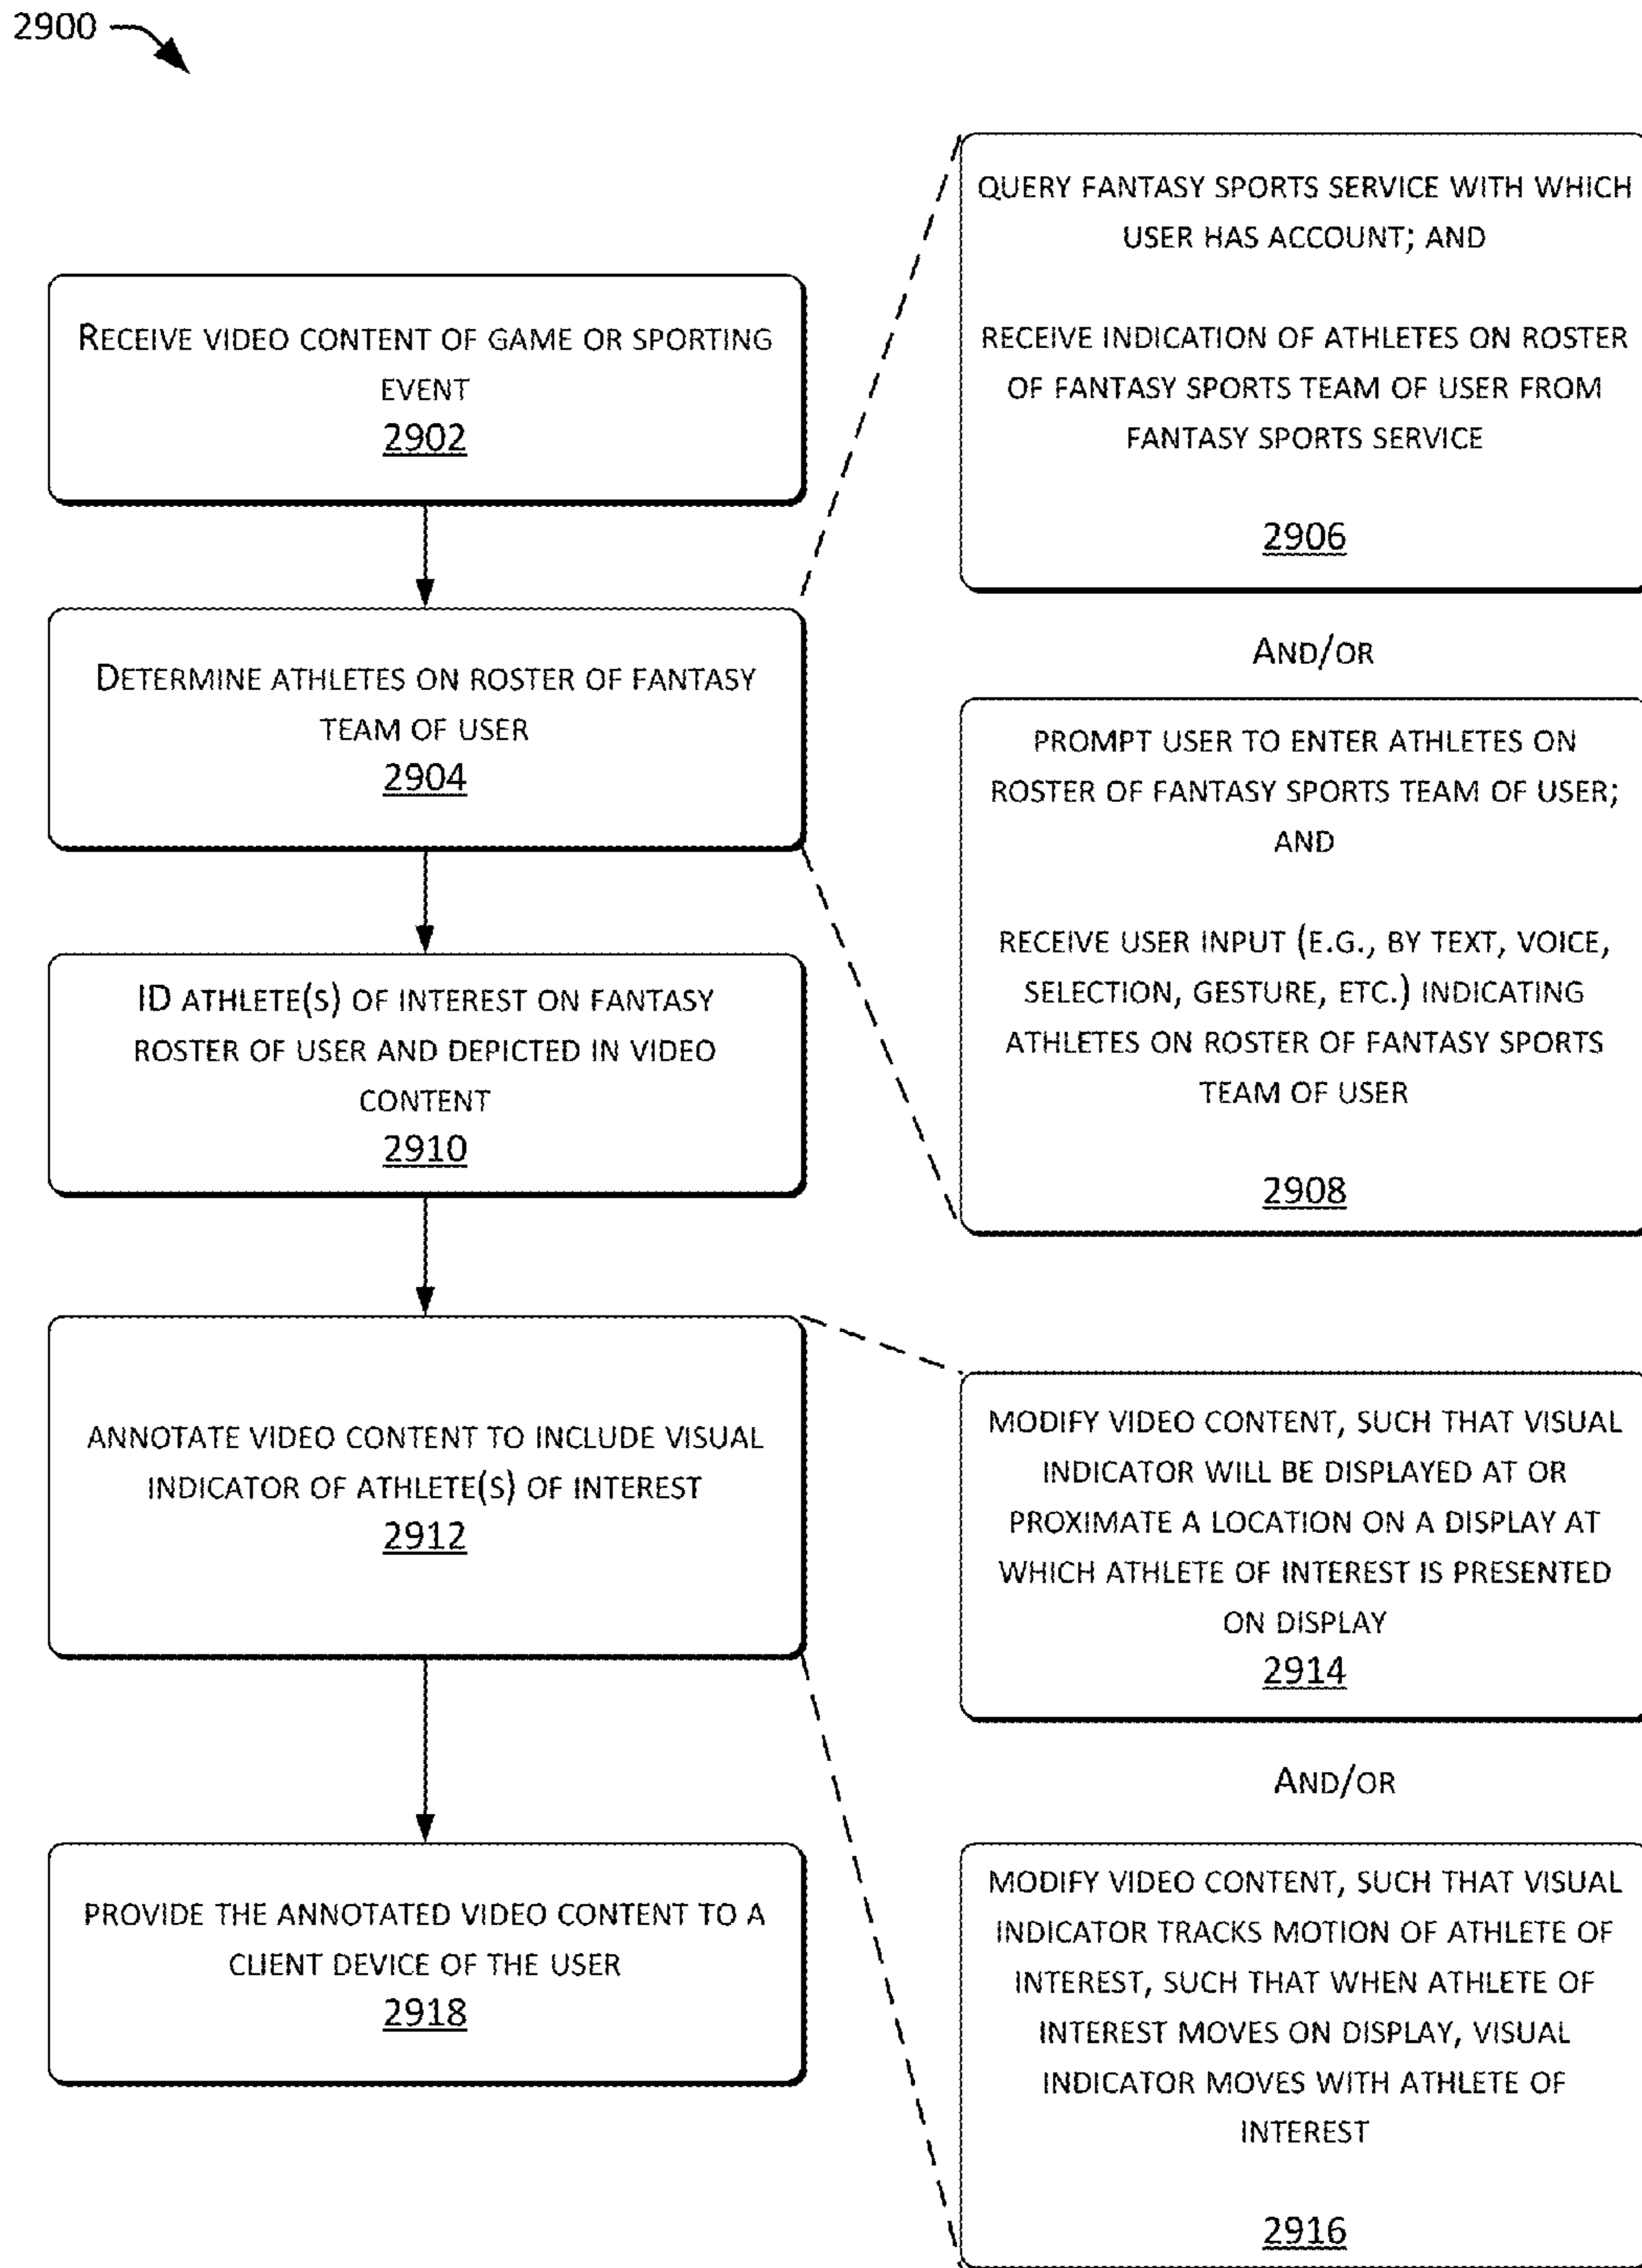 2900
RECEIVE VIDEO CONTENT OF GAME OR SPORTING
EVENT
2902
DETERMINE ATHLETES ON ROSTER OF FANTASY
TEAM OF USER
2904
QUERY FANTASY SPORTS SERVICE WITH WHICH
USER HAS ACCOUNT; AND
RECEIVE INDICATION OF ATHLETES ON ROSTER
OF FANTASY SPORTS TEAM OF USER FROM
FANTASY SPORTS SERVICE
2906
AND/OR
PROMPT USER TO ENTER ATHLETES ON
ROSTER OF FANTASY SPORTS TEAM OF USER;
AND
RECEIVE USER INPUT (E.G., BY TEXT, VOICE,
SELECTION, GESTURE, ETC.) INDICATING
ATHLETES ON ROSTER OF FANTASY SPORTS
TEAM OF USER
2908
ID ATHLETE(S) OF INTEREST ON FANTASY
ROSTER OF USER AND DEPICTED IN VIDEO
CONTENT
2910
ANNOTATE VIDEO CONTENT TO INCLUDE VISUAL
INDICATOR OF ATHLETE(S) OF INTEREST
2912
MODIFY VIDEO CONTENT, SUCH THAT VISUAL
INDICATOR WILL BE DISPLAYED AT OR
PROXIMATE A LOCATION ON A DISPLAY AT
WHICH ATHLETE OF INTEREST IS PRESENTED
ON DISPLAY
2914
AND/OR
MODIFY VIDEO CONTENT, SUCH THAT VISUAL
INDICATOR TRACKS MOTION OF ATHLETE OF
INTEREST, SUCH THAT WHEN ATHLETE OF
INTEREST MOVES ON DISPLAY, VISUAL
INDICATOR MOVES WITH ATHLETE OF
INTEREST
2916
PROVIDE THE ANNOTATED VIDEO CONTENT TO A
CLIENT DEVICE OF THE USER
2918